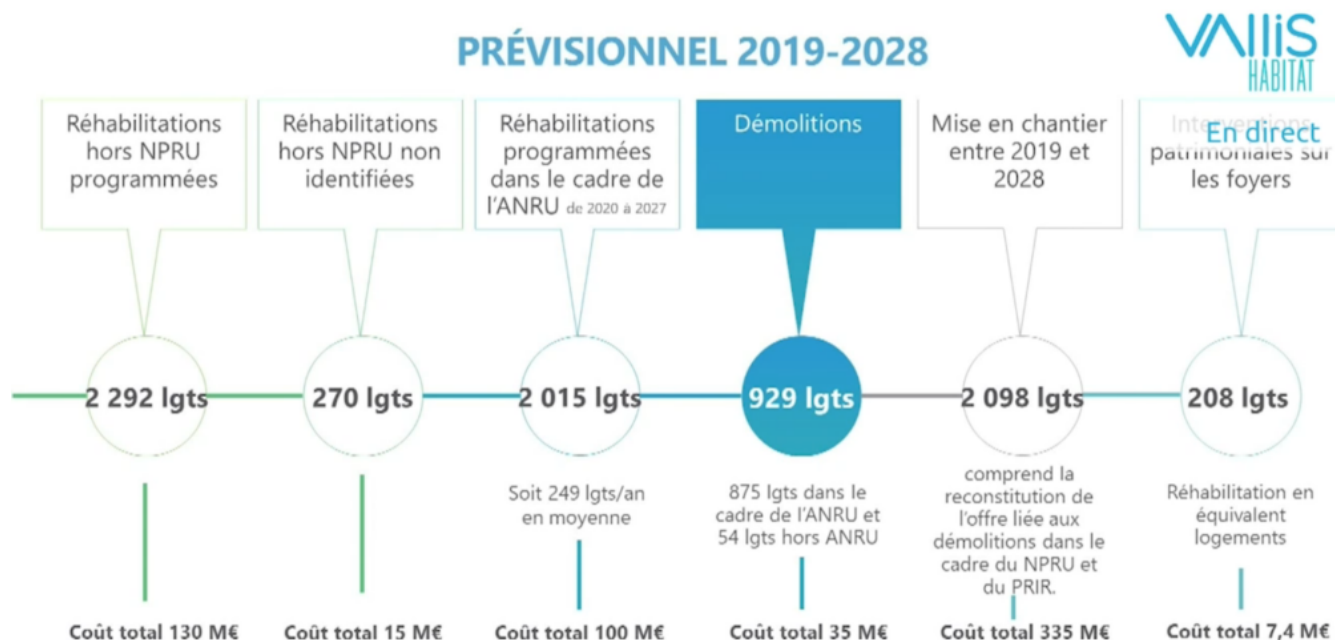 PRÉVISIONNEL 2019-2028
VALLIS
HABITAT
En direct
Réhabilitations
hors NPRU
programmées
Réhabilitations
hors NPRU non
identifiées
Réhabilitations
programmées
dans le cadre de
l'ANRU de 2020 à 2027
Démolitions
Mise en chantier
entre 2019 et
2028
Interventions
patrimoniales sur
les foyers
2 292 lgts
270 lgts
2 015 lgts
929 lgts
2 098 lgts
208 lgts
Soit 249 lgts/an
en moyenne
875 lgts dans le
cadre de l'ANRU et
54 lgts hors ANRU
comprend la
reconstitution de
l'offre liée aux
démolitions dans le
cadre du NPRU et
du PRIR.
Réhabilitation en
équivalent
logements
Coût total 130 M€
Coût total 15 M€
Coût total 100 M€
Coût total 35 M€
Coût total 335 M€
Coût total 7,4 M€